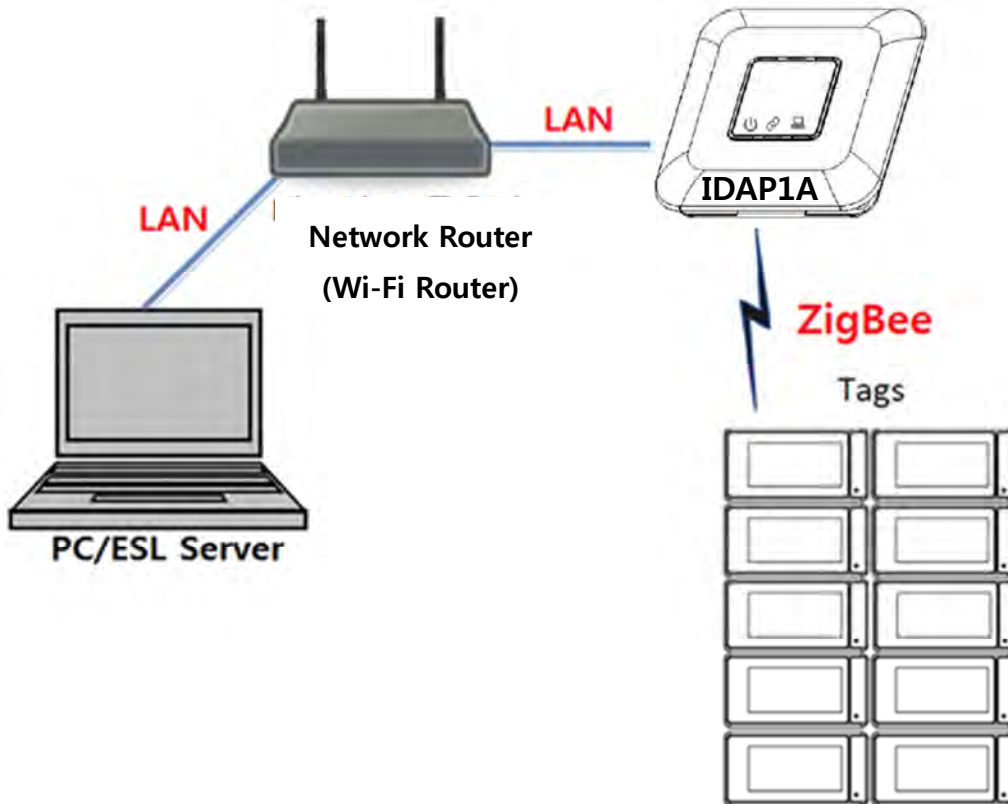 LAN
IDAP1A
LAN
Network Router
(Wi-Fi Router)
ZigBee
Tags
PC/ESL Server